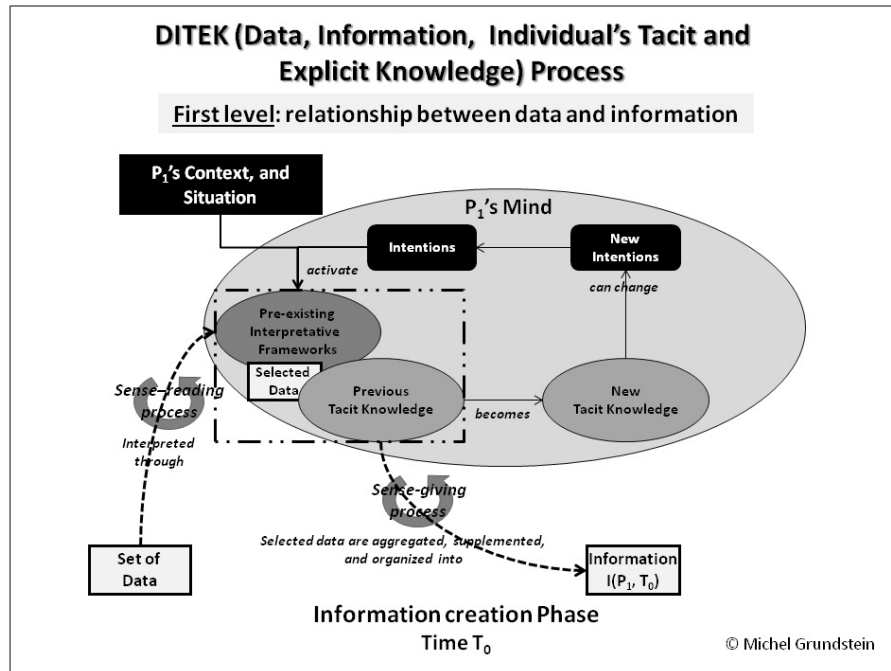 DITEK (Data, Information, Individual's Tacit and
Explicit Knowledge) Process
First level: relationship between data and information
P₁'s Context, and
Situation
P₁'s Mind
Intentions
New
Intentions
activate
can change
Pre-existing
Interpretative
Frameworks
Selected
Data
Sense–reading
process
Previous
Tacit Knowledge
becomes
New
Tacit Knowledge
Interpreted
through
Sense-giving
process
Selected data are aggregated, supplemented,
and organized into
Set of
Data
Information
I(P₁, T₀)
Information creation Phase
Time T₀
© Michel Grundstein